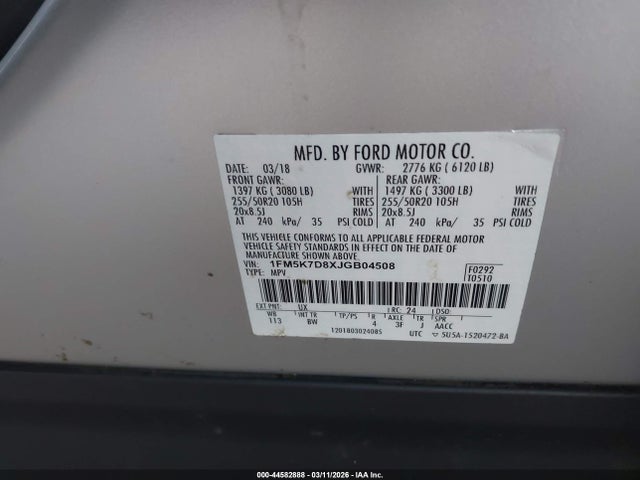 MFD. BY FORD MOTOR CO.
DATE: 03/18 GVWR: 2776 KG ( 6120 LB)
FRONT GAWR: REAR GAWR:
1397 KG ( 3080 LB) WITH 1497 KG ( 3300 LB) WITH
255/50R20 105H TIRES 255/50R20 105H TIRES
20x8.5J RIMS 20x8.5J RIMS
AT 240 kPa/ 35 PSI COLD AT 240 kPa/ 35 PSI COLD
THIS VEHICLE CONFORMS TO ALL APPLICABLE FEDERAL MOTOR
VEHICLE SAFETY STANDARDS IN EFFECT ON THE DATE OF
MANUFACTURE SHOWN ABOVE.
VIN: 1FM5K7D8XJGB04508 F0292
TYPE: MPV T0510
EXT PNT: UX RC: 24 DSO:
WB INT TR TP/PS R AXLE TR SPR
113 BW 4 3F J AACC
120180302408S UTC 5U5A-1520472-BA
000-44582888 - 03/11/2026 - IAA Inc.